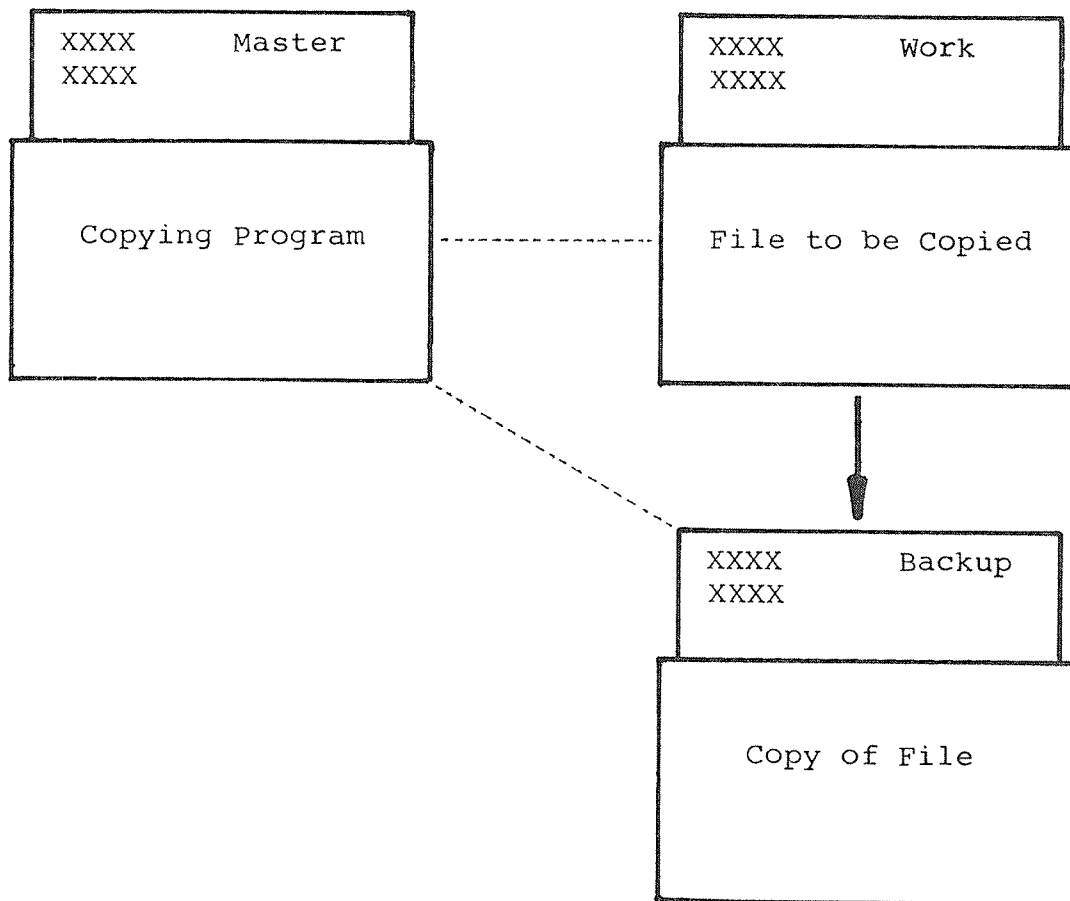 XXXX Master
XXXX
Copying Program
XXXX Work
XXXX
File to be Copied
XXXX Backup
XXXX
Copy of File